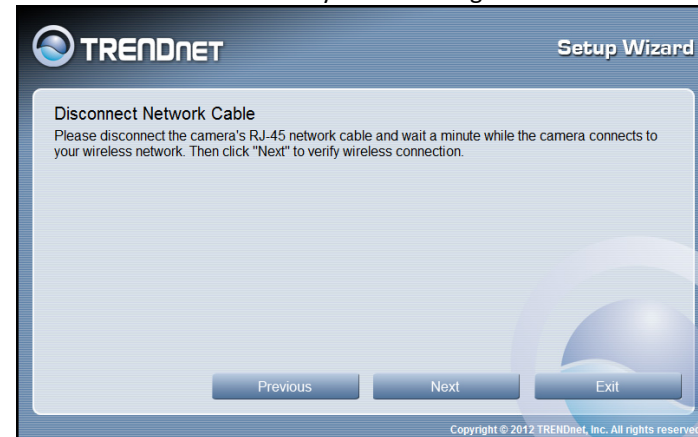 TRENDnet
Setup Wizard
Disconnect Network Cable
Please disconnect the camera's RJ-45 network cable and wait a minute while the camera connects to
your wireless network. Then click "Next" to verify wireless connection.
Previous
Next
Exit
Copyright © 2012 TRENDnet, Inc. All rights reserve